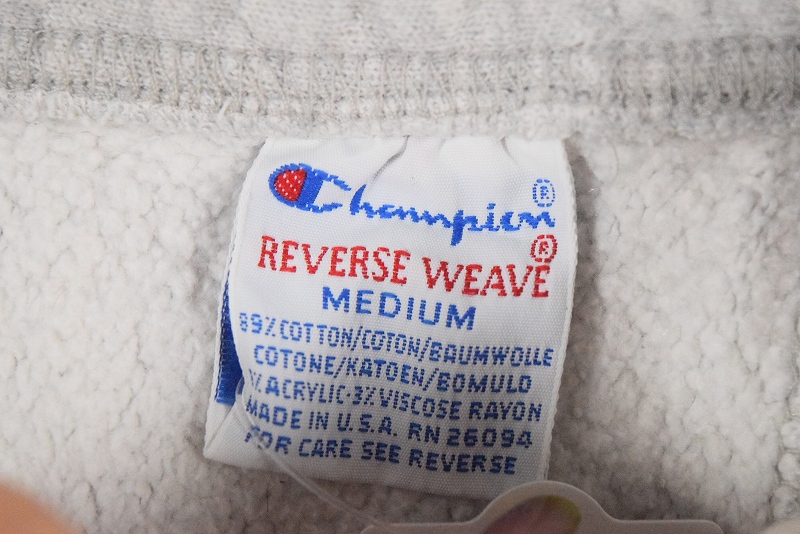 Champion®
REVERSE WEAVE®
MEDIUM
89% COTTON/COTON/BAUMWOLLE
COTONE/KATOEN/BOMULD
% ACRYLIC-3% VISCOSE RAYON
MADE IN U.S.A. RN 26094
FOR CARE SEE REVERSE